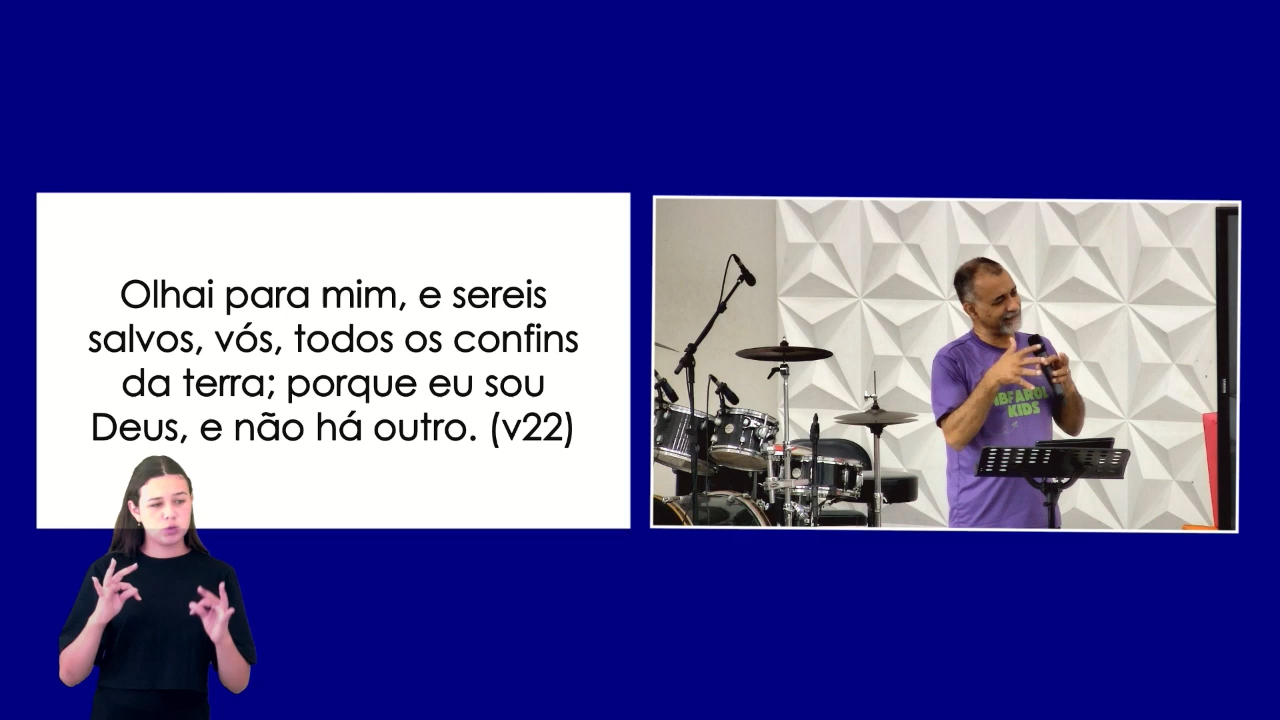 Olhai para mim, e sereis
salvos, vós, todos os confins
da terra; porque eu sou
Deus, e não há outro. (v22)
KIDS